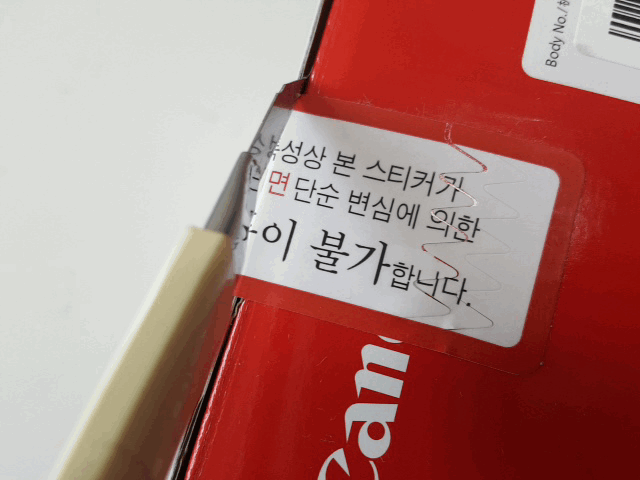 성상 본 스티커가
면 단순 변심에 의한
이 불가합니다.
Canon
Body No./